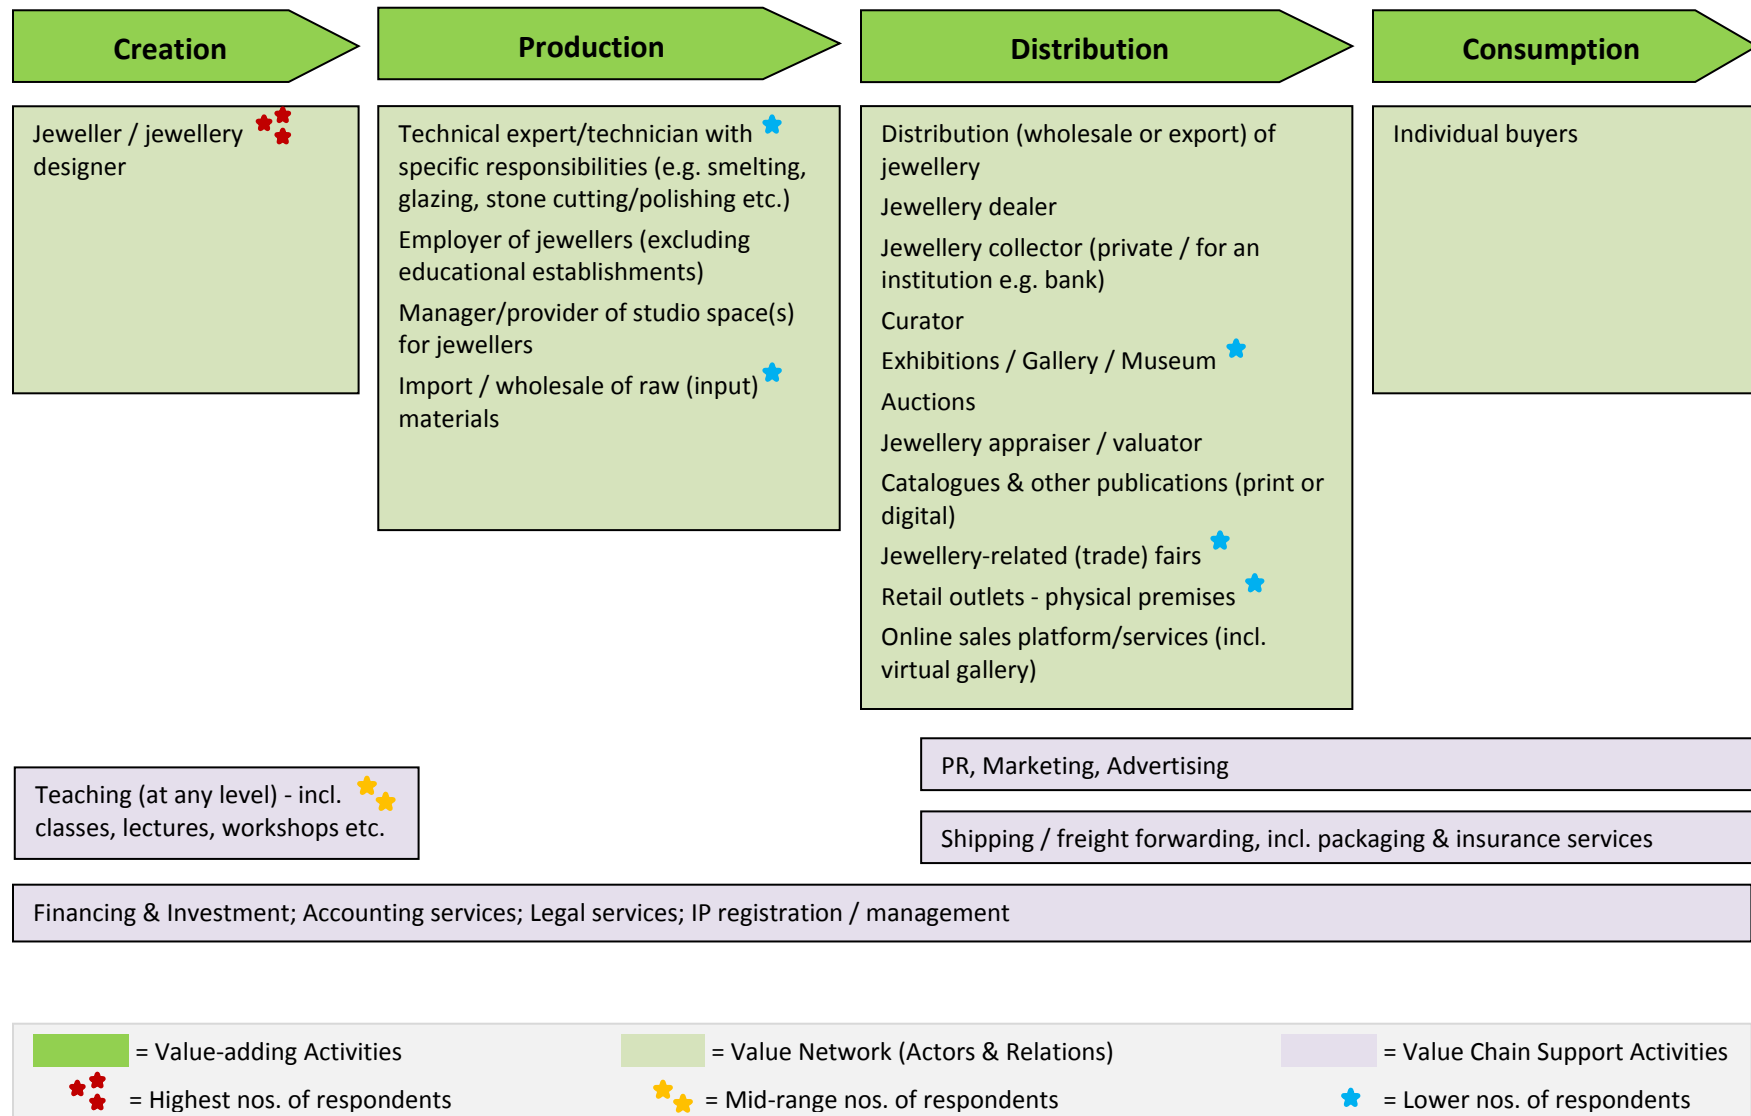 Creation
Production
Distribution
Consumption
Jeweller / jewellery
designer
Technical expert/technician with
specific responsibilities (e.g. smelting,
glazing, stone cutting/polishing etc.)
Employer of jewellers (excluding
educational establishments)
Manager/provider of studio space(s)
for jewellers
Import / wholesale of raw (input)
materials
Distribution (wholesale or export) of
jewellery
Jewellery dealer
Jewellery collector (private / for an
institution e.g. bank)
Curator
Exhibitions / Gallery / Museum
Auctions
Jewellery appraiser / valuator
Catalogues & other publications (print or
digital)
Jewellery-related (trade) fairs
Retail outlets - physical premises
Online sales platform/services (incl.
virtual gallery)
Individual buyers
Teaching (at any level) - incl.
classes, lectures, workshops etc.
PR, Marketing, Advertising
Shipping / freight forwarding, incl. packaging & insurance services
Financing & Investment; Accounting services; Legal services; IP registration / management
= Value-adding Activities
= Value Network (Actors & Relations)
= Value Chain Support Activities
= Highest nos. of respondents
= Mid-range nos. of respondents
= Lower nos. of respondents